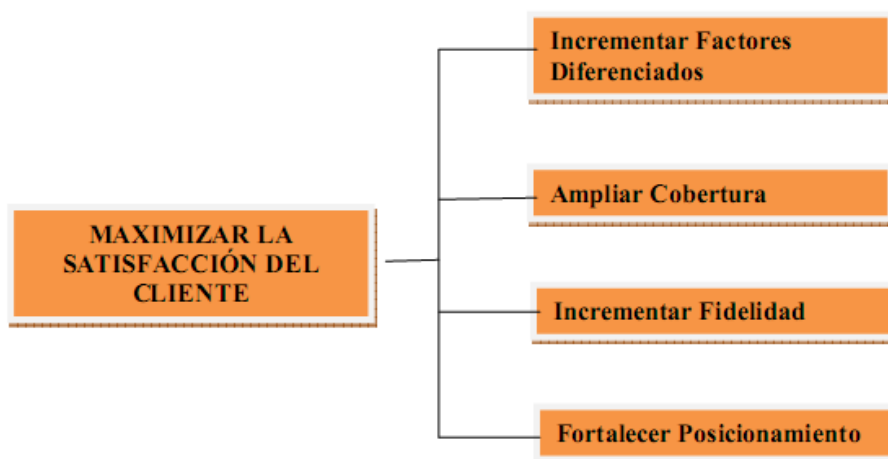 Incrementar Factores
Diferenciados
Ampliar Cobertura
MAXIMIZAR LA
SATISFACCIÓN DEL
CLIENTE
Incrementar Fidelidad
Fortalecer Posicionamiento